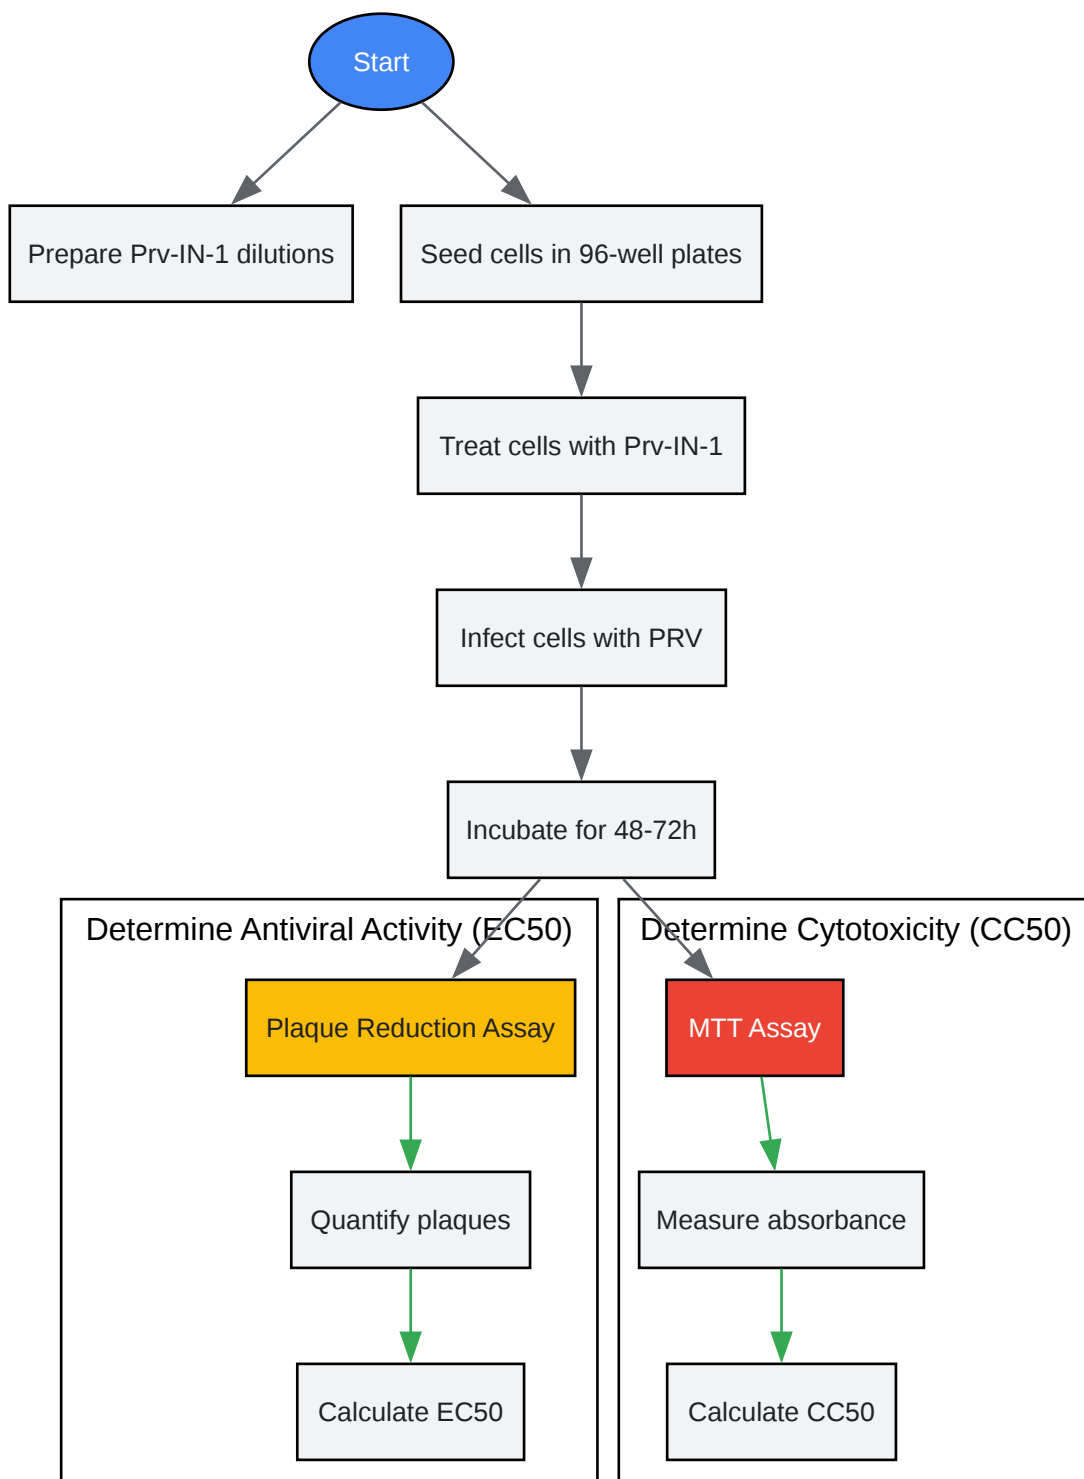 Start
Prepare Prv-IN-1 dilutions
Seed cells in 96-well plates
Treat cells with Prv-IN-1
Infect cells with PRV
Incubate for 48-72h
Determine Antiviral Activity (EC50)
Determine Cytotoxicity (CC50)
Plaque Reduction Assay
MTT Assay
Quantify plaques
Measure absorbance
Calculate EC50
Calculate CC50